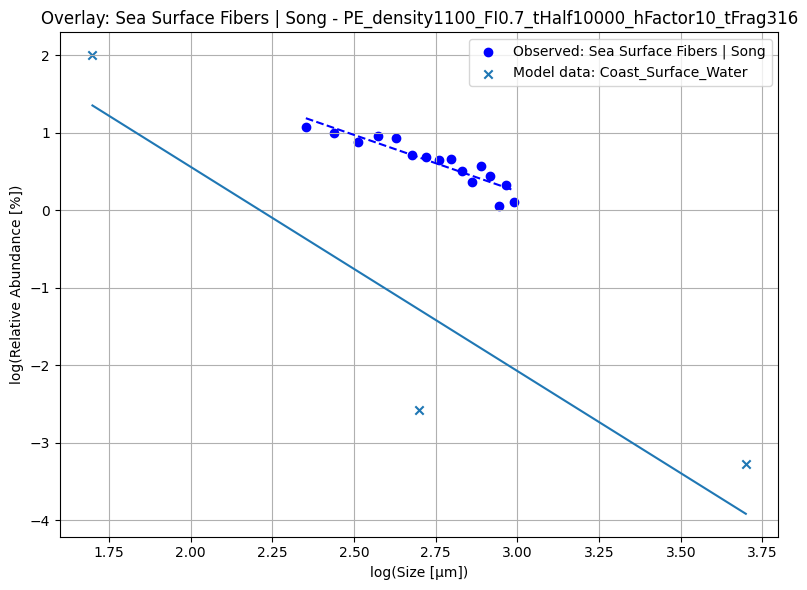 Overlay: Sea Surface Fibers | Song - PE_density1100_FI0.7_tHalf10000_hFactor10_tFrag316
Observed: Sea Surface Fibers | Song
Model data: Coast_Surface_Water
log(Relative Abundance [%])
2
1
0
−1
−2
−3
−4
1.75 2.00 2.25 2.50 2.75 3.00 3.25 3.50 3.75
log(Size [µm])